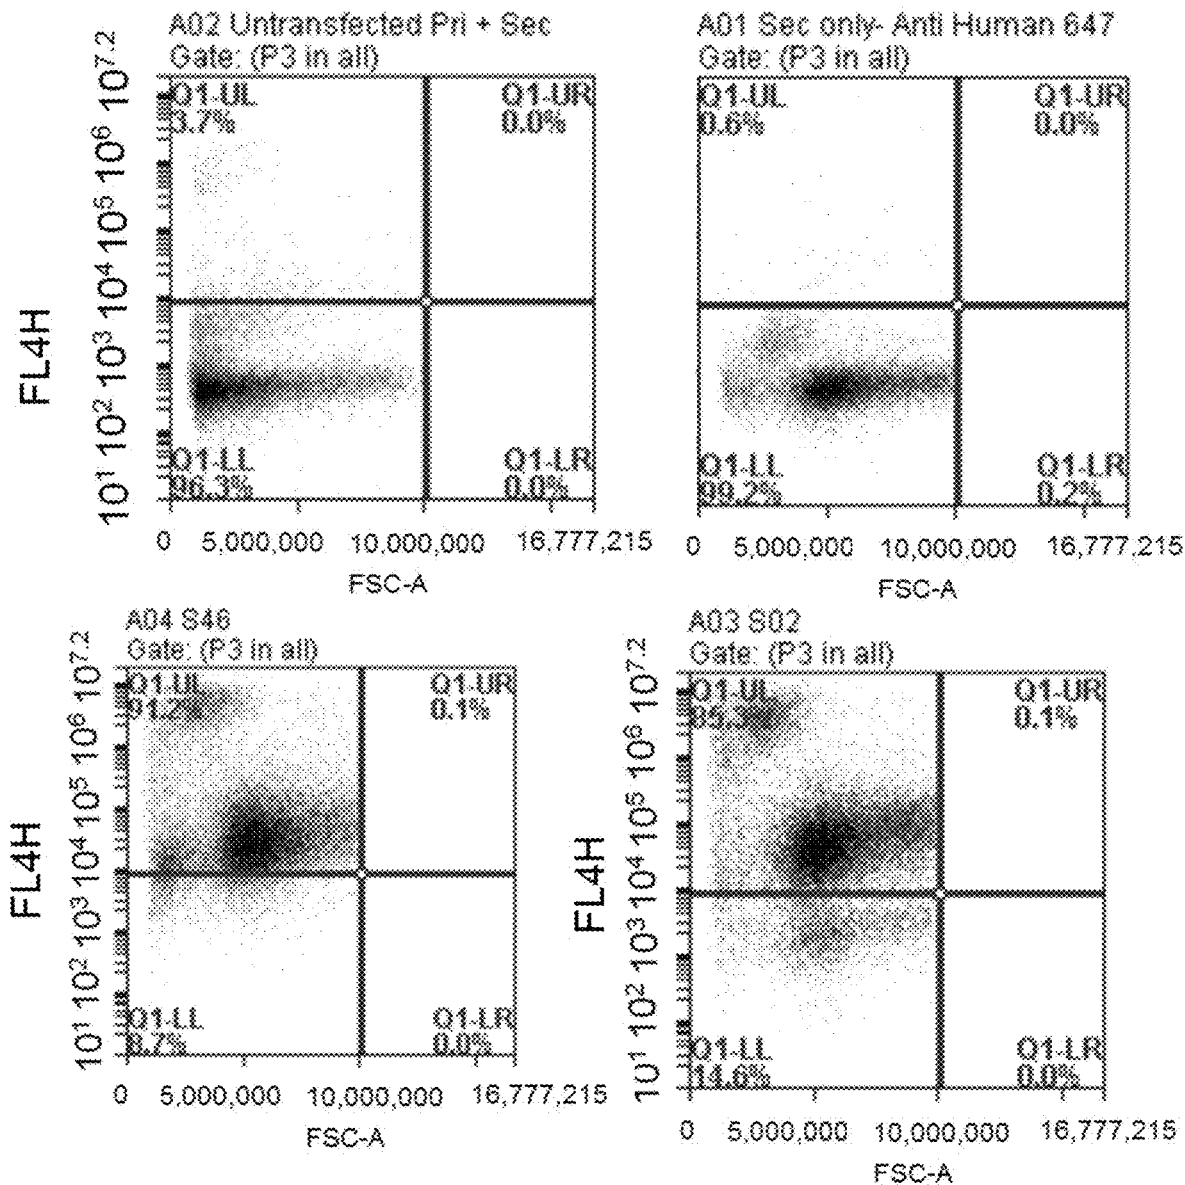 A02 Untransfected Pri + Sec
Gate: (P3 in all)
Q1-UL
3.7%
Q1-UR
0.0%
Q1-LL
96.3%
Q1-LR
0.0%
10¹ 10² 10³ 10⁴ 10⁵ 10⁶ 10⁷·²
FL4H
0 5,000,000 10,000,000 16,777,215
FSC-A
A01 Sec only- Anti Human 647
Gate: (P3 in all)
Q1-UL
0.6%
Q1-UR
0.0%
Q1-LL
99.2%
Q1-LR
0.2%
0 5,000,000 10,000,000 16,777,215
FSC-A
A04 S46
Gate: (P3 in all)
Q1-UL
91.2%
Q1-UR
0.1%
Q1-LL
8.7%
Q1-LR
0.0%
10¹ 10² 10³ 10⁴ 10⁵ 10⁶ 10⁷·²
FL4H
0 5,000,000 10,000,000 16,777,215
FSC-A
A03 S02
Gate: (P3 in all)
Q1-UL
Q1-UR
0.1%
Q1-LL
14.6%
Q1-LR
0.0%
10¹ 10² 10³ 10⁴ 10⁵ 10⁶ 10⁷·²
FL4H
0 5,000,000 10,000,000 16,777,215
FSC-A